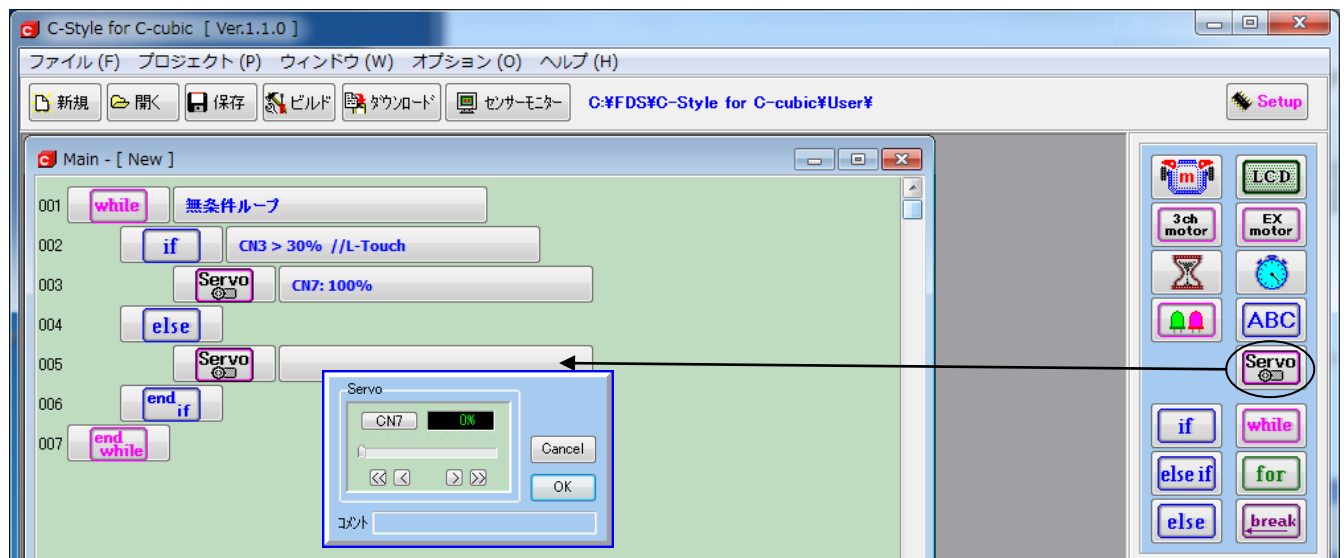 C-Style for C-cubic [ Ver.1.1.0 ]
ファイル (F) プロジェクト (P) ウィンドウ (W) オプション (O) ヘルプ (H)
新規 開く 保存 ビルド ダウンロード センサーモニター C:¥FDS¥C-Style for C-cubic¥User¥ Setup
Main - [ New ]
001 while 無条件ループ
002 if CN3 > 30% //L-Touch
003 Servo CN7: 100%
004 else
005 Servo
006 end if
007 end while
Servo
CN7 0%
Cancel
<< < > >>
OK
コメント
m LCD
3ch motor EX motor
ABC
Servo
if while
else if for
else break